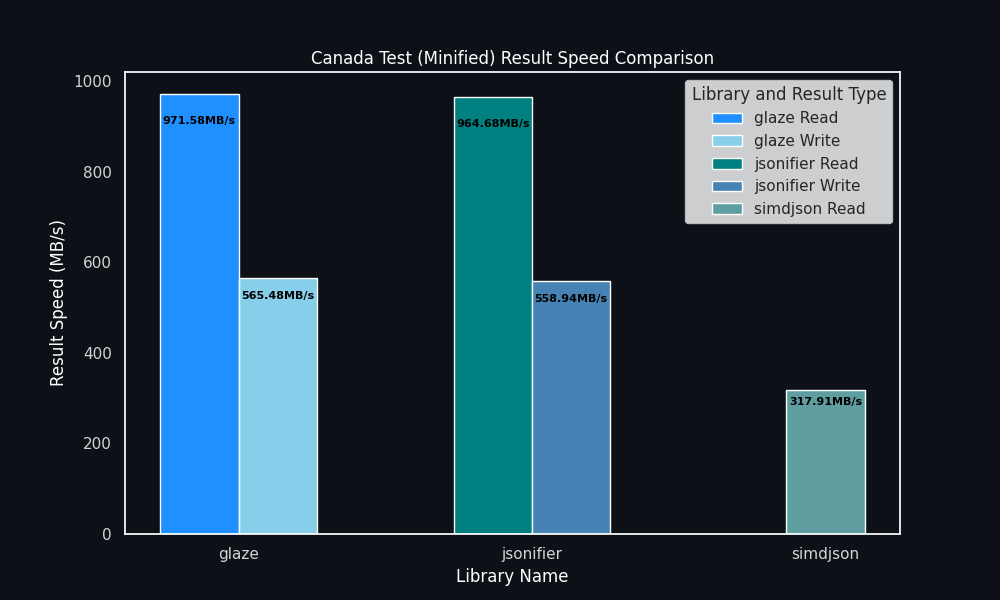 Canada Test (Minified) Result Speed Comparison
Library and Result Type
glaze Read
glaze Write
jsonifier Read
jsonifier Write
simdjson Read
Result Speed (MB/s)
1000
800
600
400
200
0
971.58MB/s
565.48MB/s
964.68MB/s
558.94MB/s
317.91MB/s
glaze
jsonifier
simdjson
Library Name